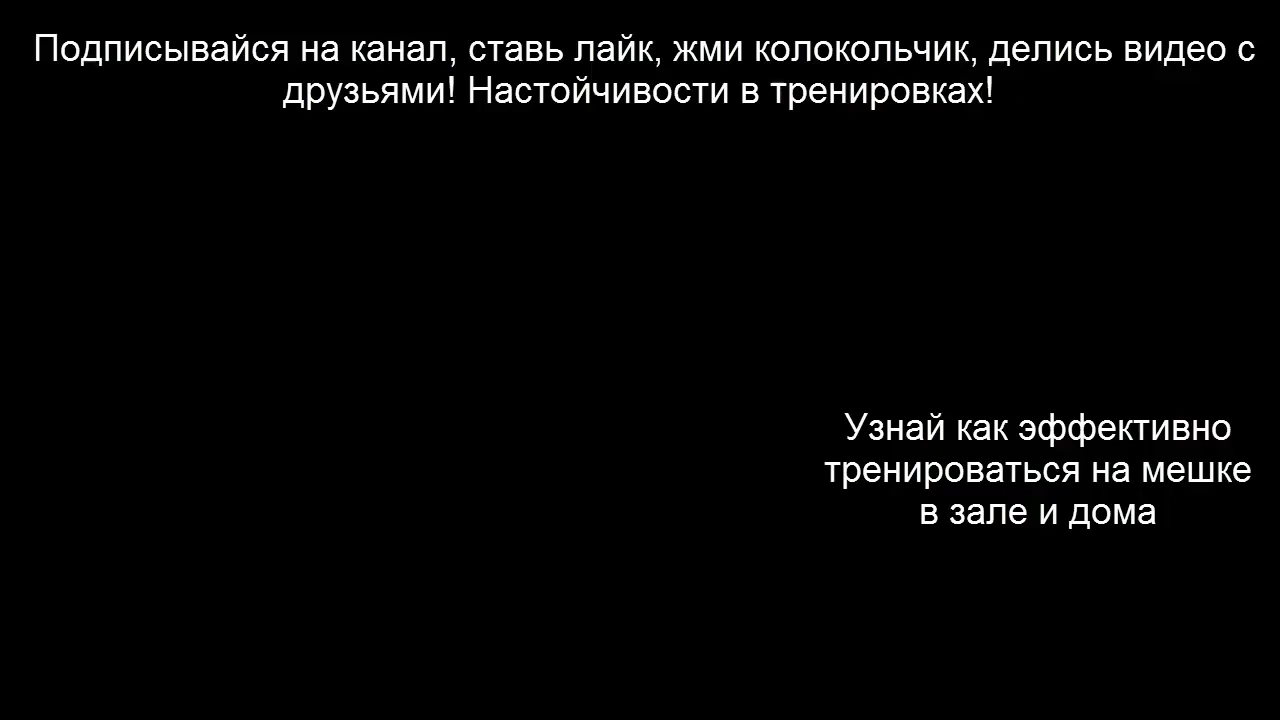 Подписывайся на канал, ставь лайк, жми колокольчик, делись видео с
друзьями! Настойчивости в тренировках!
Узнай как эффективно
тренироваться на мешке
в зале и дома